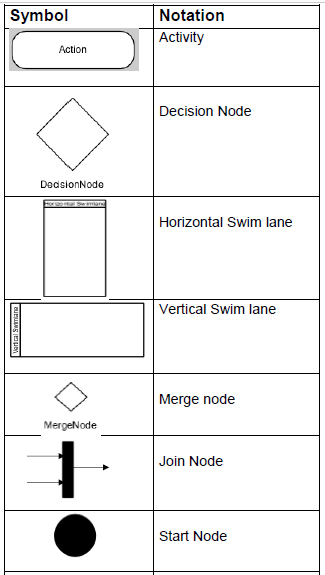 Symbol Notation
Action
Activity
DecisionNode
Decision Node
Horizontal Swimlane
Horizontal Swim lane
Vertical Swimlane
Vertical Swim lane
MergeNode
Merge node
Join Node
Start Node